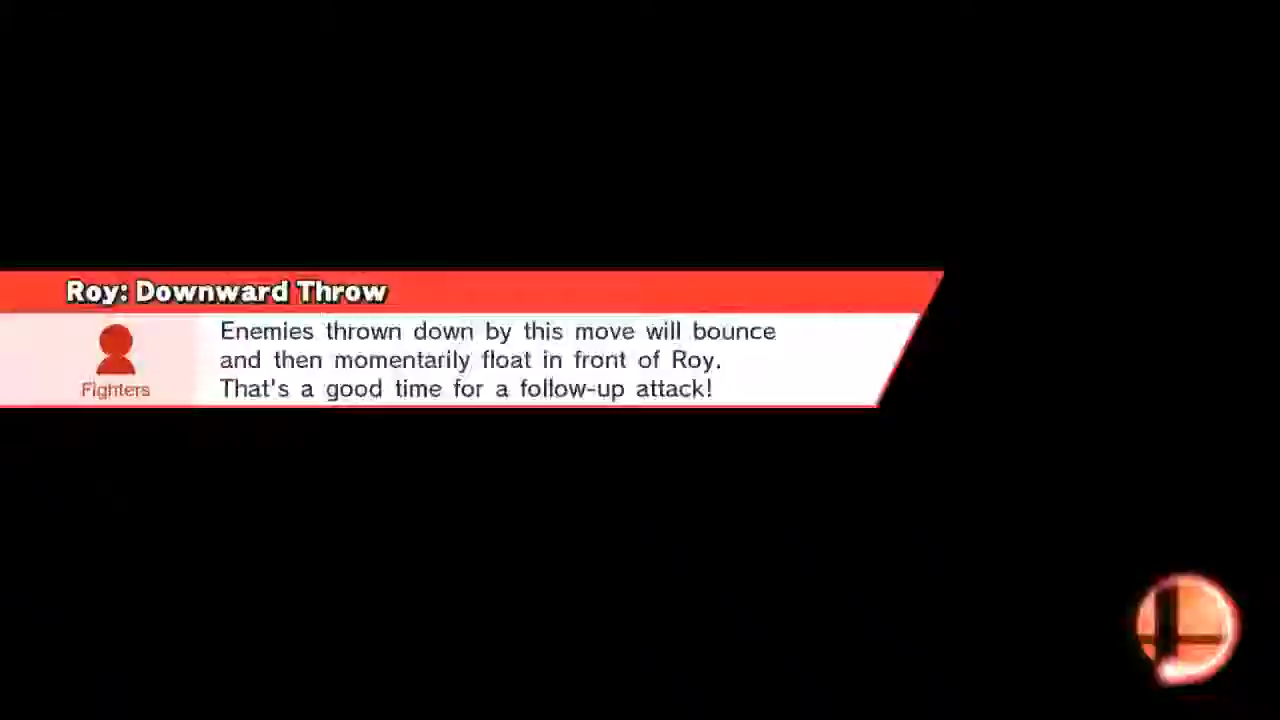 Roy: Downward Throw
Enemies thrown down by this move will bounce
and then momentarily float in front of Roy.
That's a good time for a follow-up attack!
Fighters